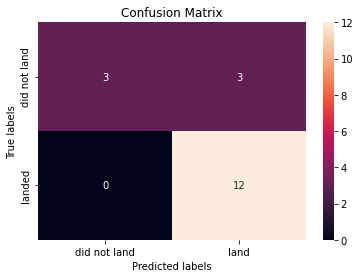 Confusion Matrix
True labels
did not land
landed
3 3
0 12
did not land land
Predicted labels
12
10
8
6
4
2
0